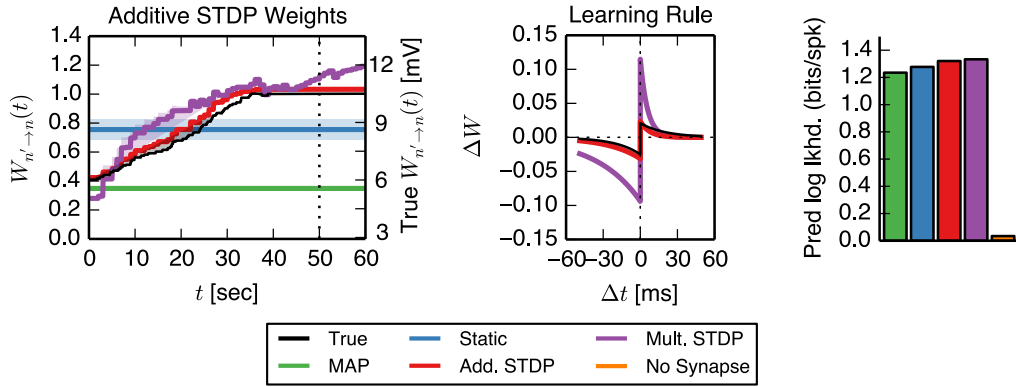 Additive STDP Weights
W_{n'→n}(t)
1.4
1.2
1.0
0.8
0.6
0.4
0.2
0.0
0 10 20 30 40 50 60
t [sec]
12
9
6
3
True W_{n'→n}(t) [mV]
Learning Rule
ΔW
0.15
0.10
0.05
0.00
−0.05
−0.10
−0.15
−60 −30 0 30 60
Δt [ms]
Pred log lkhd. (bits/spk)
1.4
1.2
1.0
0.8
0.6
0.4
0.2
0.0
True Static Mult. STDP
MAP Add. STDP No Synapse